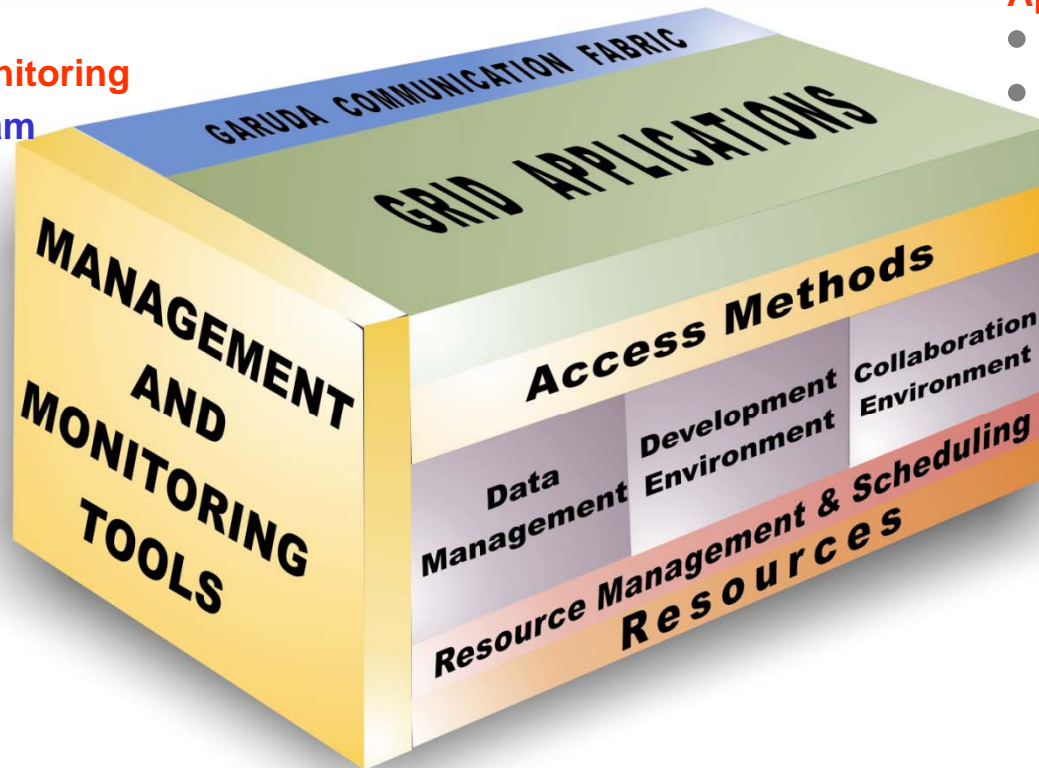 GARUDA COMMUNICATION FABRIC
GRID APPLICATIONS
MANAGEMENT
AND
MONITORING
TOOLS
Access Methods
Data
Management
Development
Environment
Collaboration
Environment
Resource Management & Scheduling
Resources